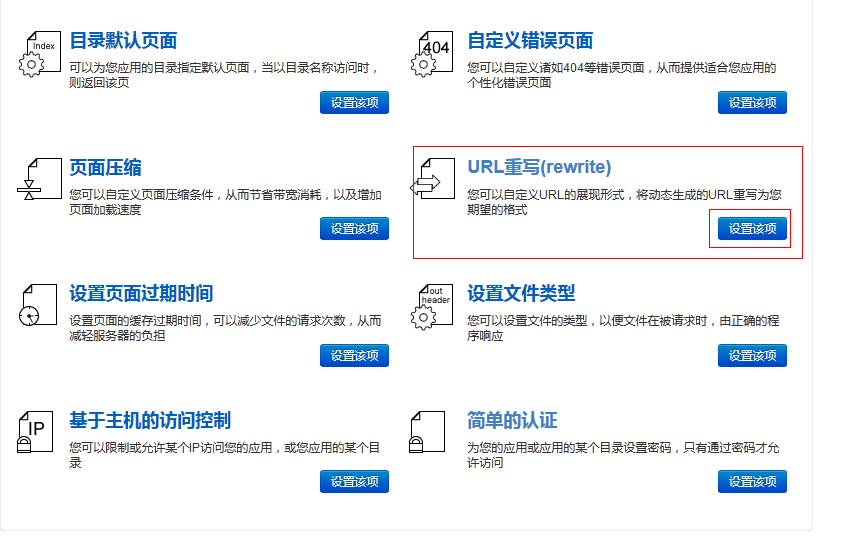 Index
目录默认页面
可以为您应用的目录指定默认页面，当以目录名称访问时，
则返回该页
设置该项
404
自定义错误页面
您可以自定义诸如404等错误页面，从而提供适合您应用的
个性化错误页面
设置该项
页面压缩
您可以自定义页面压缩条件，从而节省带宽消耗，以及增加
页面加载速度
设置该项
URL重写(rewrite)
您可以自定义URL的展现形式，将动态生成的URL重写为您
期望的格式
设置该项
设置页面过期时间
设置页面的缓存过期时间，可以减少文件的请求次数，从而
减轻服务器的负担
设置该项
out
header
设置文件类型
您可以设置文件的类型，以便文件在被请求时，由正确的程
序响应
设置该项
IP
基于主机的访问控制
您可以限制或允许某个IP访问您的应用，或您应用的某个目
录
设置该项
简单的认证
为您的应用或应用的某个目录设置密码，只有通过密码才允
许访问
设置该项